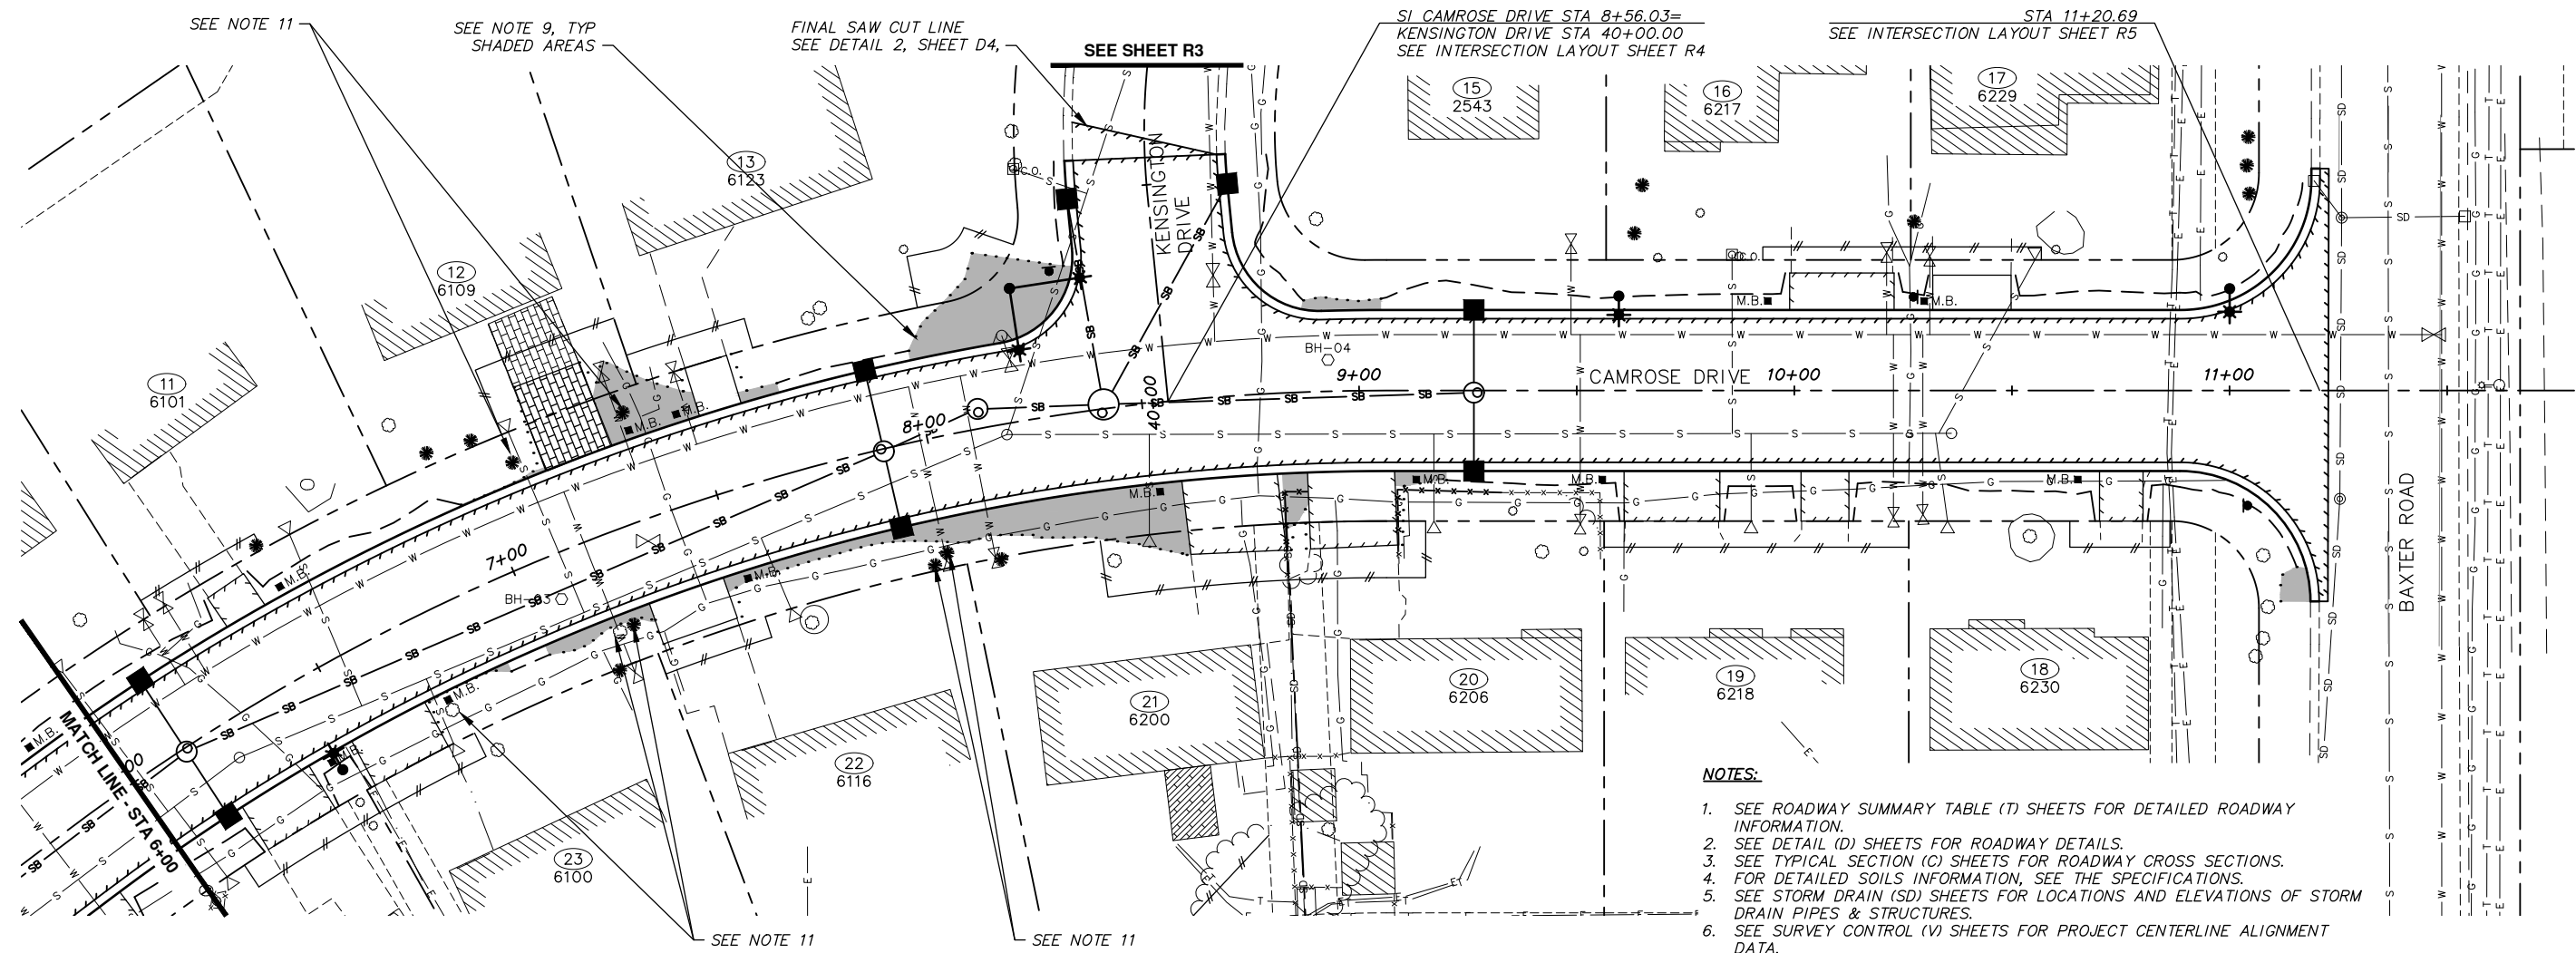 SEE NOTE 11
SEE NOTE 9, TYP
SHADED AREAS
FINAL SAW CUT LINE
SEE DETAIL 2, SHEET D4,
SEE SHEET R3
SI CAMROSE DRIVE STA 8+56.03=
KENSINGTON DRIVE STA 40+00.00
SEE INTERSECTION LAYOUT SHEET R4
STA 11+20.69
SEE INTERSECTION LAYOUT SHEET R5
15
2543
16
6217
17
6229
13
6123
12
6109
11
6101
KENSINGTON
DRIVE
C.O.
M.B.
M.B.
M.B.
M.B.
BH-04
8+00
40+00
9+00
CAMROSE DRIVE
10+00
11+00
M.B.
M.B.
M.B.
M.B.
7+00
BH-03
M.B.
M.B.
M.B.
M.B.
M.B.
BAXTER ROAD
MATCH LINE - STA 6+00
21
6200
20
6206
19
6218
18
6230
22
6116
23
6100
SEE NOTE 11
SEE NOTE 11
NOTES:
1. SEE ROADWAY SUMMARY TABLE (T) SHEETS FOR DETAILED ROADWAY
INFORMATION.
2. SEE DETAIL (D) SHEETS FOR ROADWAY DETAILS.
3. SEE TYPICAL SECTION (C) SHEETS FOR ROADWAY CROSS SECTIONS.
4. FOR DETAILED SOILS INFORMATION, SEE THE SPECIFICATIONS.
5. SEE STORM DRAIN (SD) SHEETS FOR LOCATIONS AND ELEVATIONS OF STORM
DRAIN PIPES & STRUCTURES.
6. SEE SURVEY CONTROL (V) SHEETS FOR PROJECT CENTERLINE ALIGNMENT
DATA.